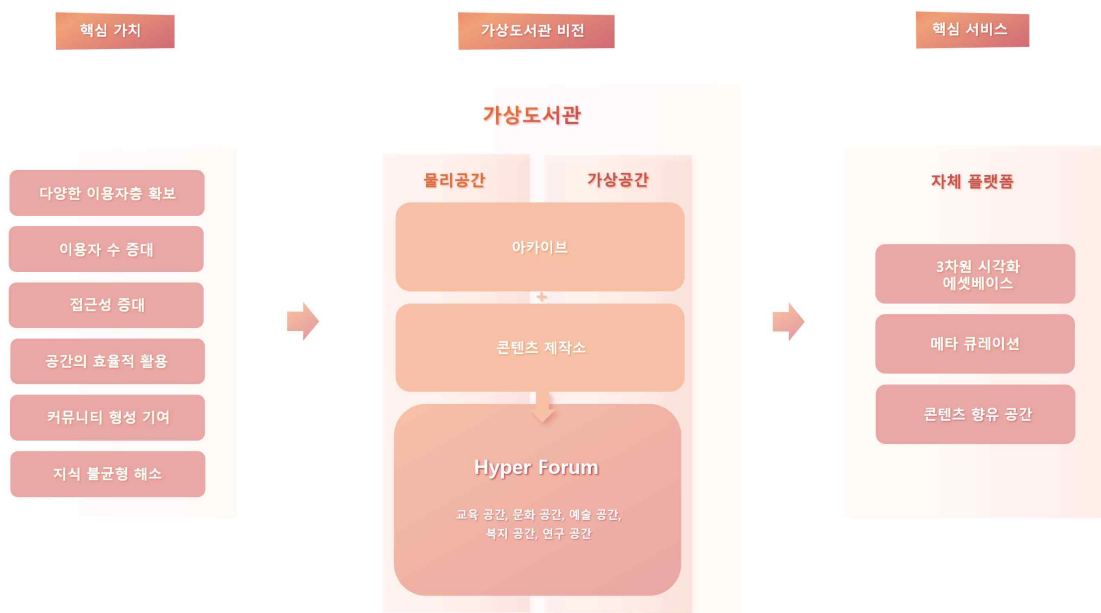 핵심 가치
가상도서관 비전
핵심 서비스
다양한 이용자층 확보
이용자 수 증대
접근성 증대
공간의 효율적 활용
커뮤니티 형성 기여
지식 불균형 해소
가상도서관
물리공간
가상공간
아카이브
+
콘텐츠 제작소
Hyper Forum
교육 공간, 문화 공간, 예술 공간,
복지 공간, 연구 공간
자체 플랫폼
3차원 시각화
에셋베이스
메타 큐레이션
콘텐츠 향유 공간